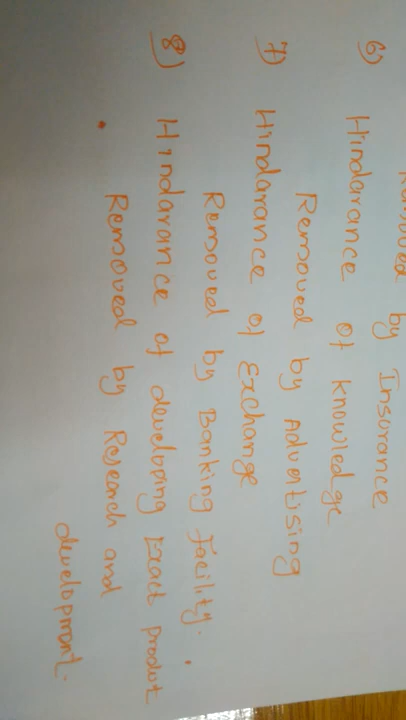 Removed by Insurance
6) Hindarance of knowledge
Removed by Advertising
7) Hindarance of Exchange
Removed by Banking facility.
8) Hindarance of developing Exact product
Removed by Research and
development.